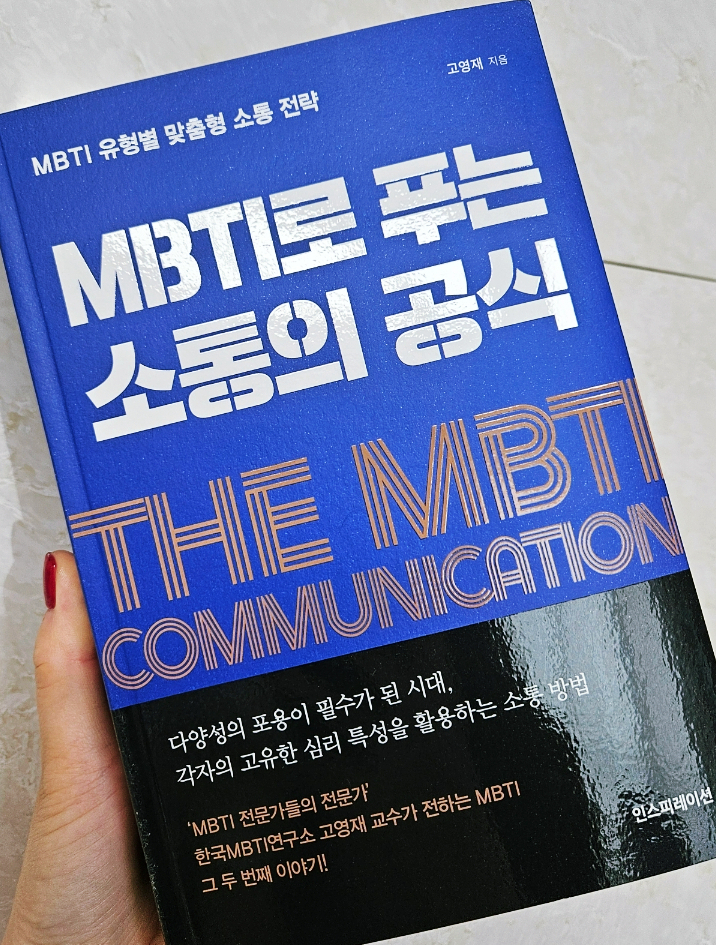 고영재 지음
MBTI 유형별 맞춤형 소통 전략
MBTI로 푸는
소통의 공식
THE MBTI
COMMUNICATION
다양성의 포용이 필수가 된 시대,
각자의 고유한 심리 특성을 활용하는 소통 방법
'MBTI 전문가들의 전문가'
한국MBTI연구소 고영재 교수가 전하는 MBTI
그 두 번째 이야기!
인스피레이션